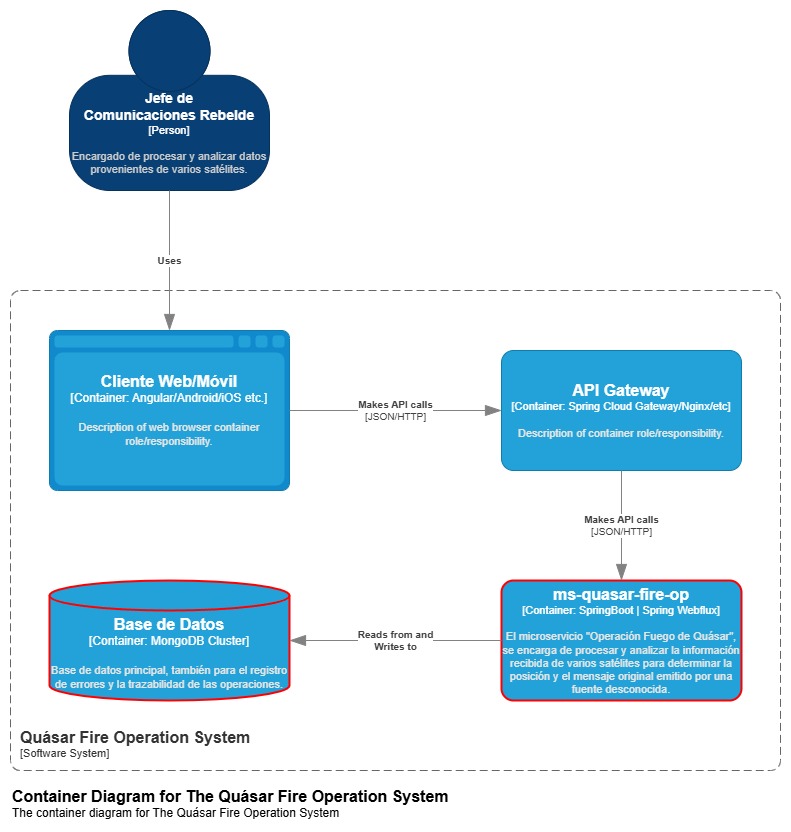 Jefe de
Comunicaciones Rebelde
[Person]
Encargado de procesar y analizar datos
provenientes de varios satélites.
Uses
Cliente Web/Móvil
[Container: Angular/Android/iOS etc.]
Description of web browser container
role/responsibility.
Makes API calls
[JSON/HTTP]
API Gateway
[Container: Spring Cloud Gateway/Nginx/etc]
Description of container role/responsibility.
Makes API calls
[JSON/HTTP]
Base de Datos
[Container: MongoDB Cluster]
Base de datos principal, también para el registro
de errores y la trazabilidad de las operaciones.
Reads from and
Writes to
ms-quasar-fire-op
[Container: SpringBoot | Spring Webflux]
El microservicio "Operación Fuego de Quásar",
se encarga de procesar y analizar la información
recibida de varios satélites para determinar la
posición y el mensaje original emitido por una
fuente desconocida.
Quásar Fire Operation System
[Software System]
Container Diagram for The Quásar Fire Operation System
The container diagram for The Quásar Fire Operation System